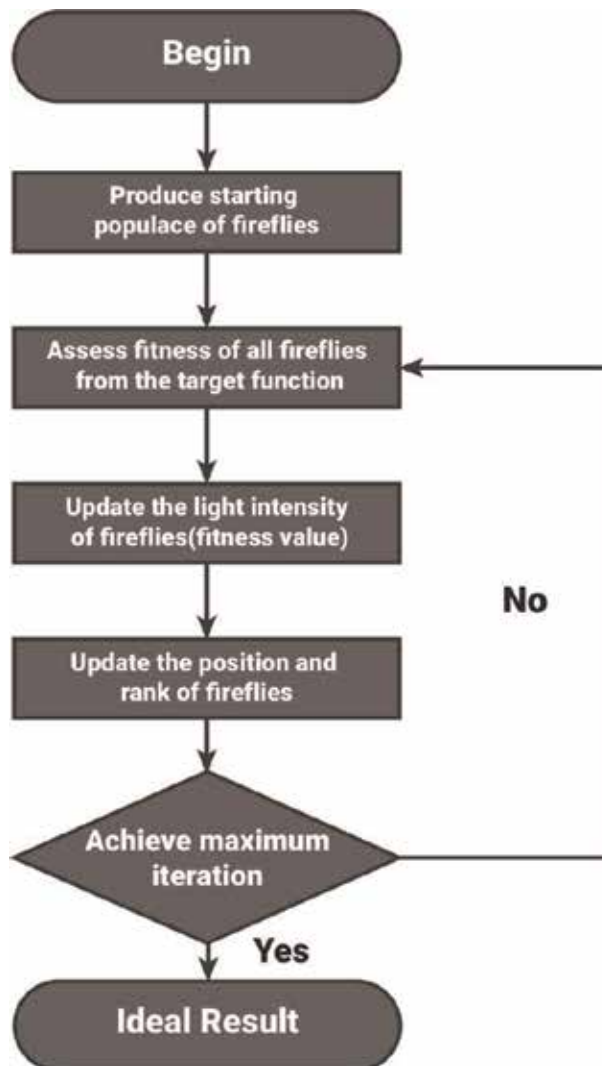 Begin
Produce starting
populace of fireflies
Assess fitness of all fireflies
from the target function
Update the light intensity
of fireflies(fitness value)
No
Update the position and
rank of fireflies
Achieve maximum
iteration
Yes
Ideal Result